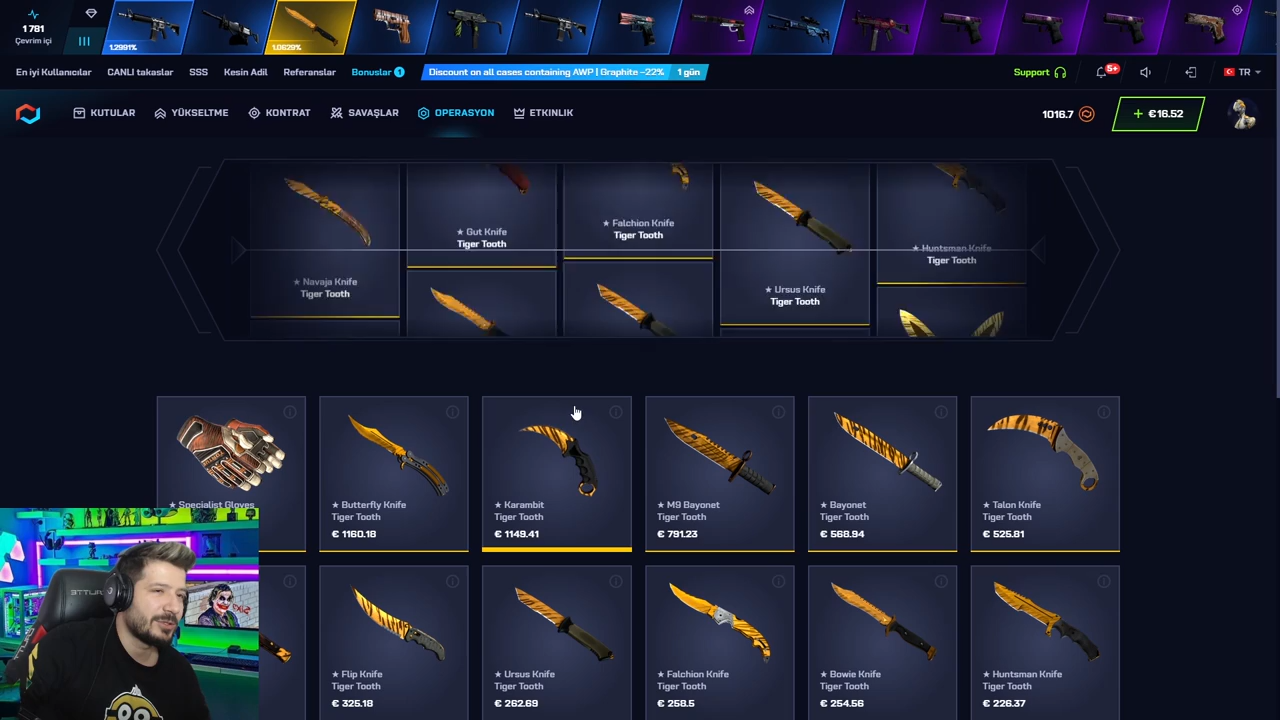 1 781
Çevrim içi
1.2991%
1.0629%
En iyi Kullanıcılar
CANLI takaslar
SSS
Kesin Adil
Referanslar
Bonuslar 1
Discount on all cases containing AWP | Graphite -22%
1 gün
Support
5+
TR
KUTULAR
YÜKSELTME
KONTRAT
SAVAŞLAR
OPERASYON
ETKINLIK
1016.7
+ €16.52
★ Navaja Knife
Tiger Tooth
★ Gut Knife
Tiger Tooth
★ Falchion Knife
Tiger Tooth
★ Ursus Knife
Tiger Tooth
★ Huntsman Knife
Tiger Tooth
★ Specialist Gloves
★ Butterfly Knife
Tiger Tooth
€ 1160.18
★ Karambit
Tiger Tooth
€ 1149.41
★ M9 Bayonet
Tiger Tooth
€ 791.23
★ Bayonet
Tiger Tooth
€ 568.94
★ Talon Knife
Tiger Tooth
€ 525.81
★ Flip Knife
Tiger Tooth
€ 325.18
★ Ursus Knife
Tiger Tooth
€ 262.69
★ Falchion Knife
Tiger Tooth
€ 258.5
★ Bowie Knife
Tiger Tooth
€ 254.56
★ Huntsman Knife
Tiger Tooth
€ 226.37